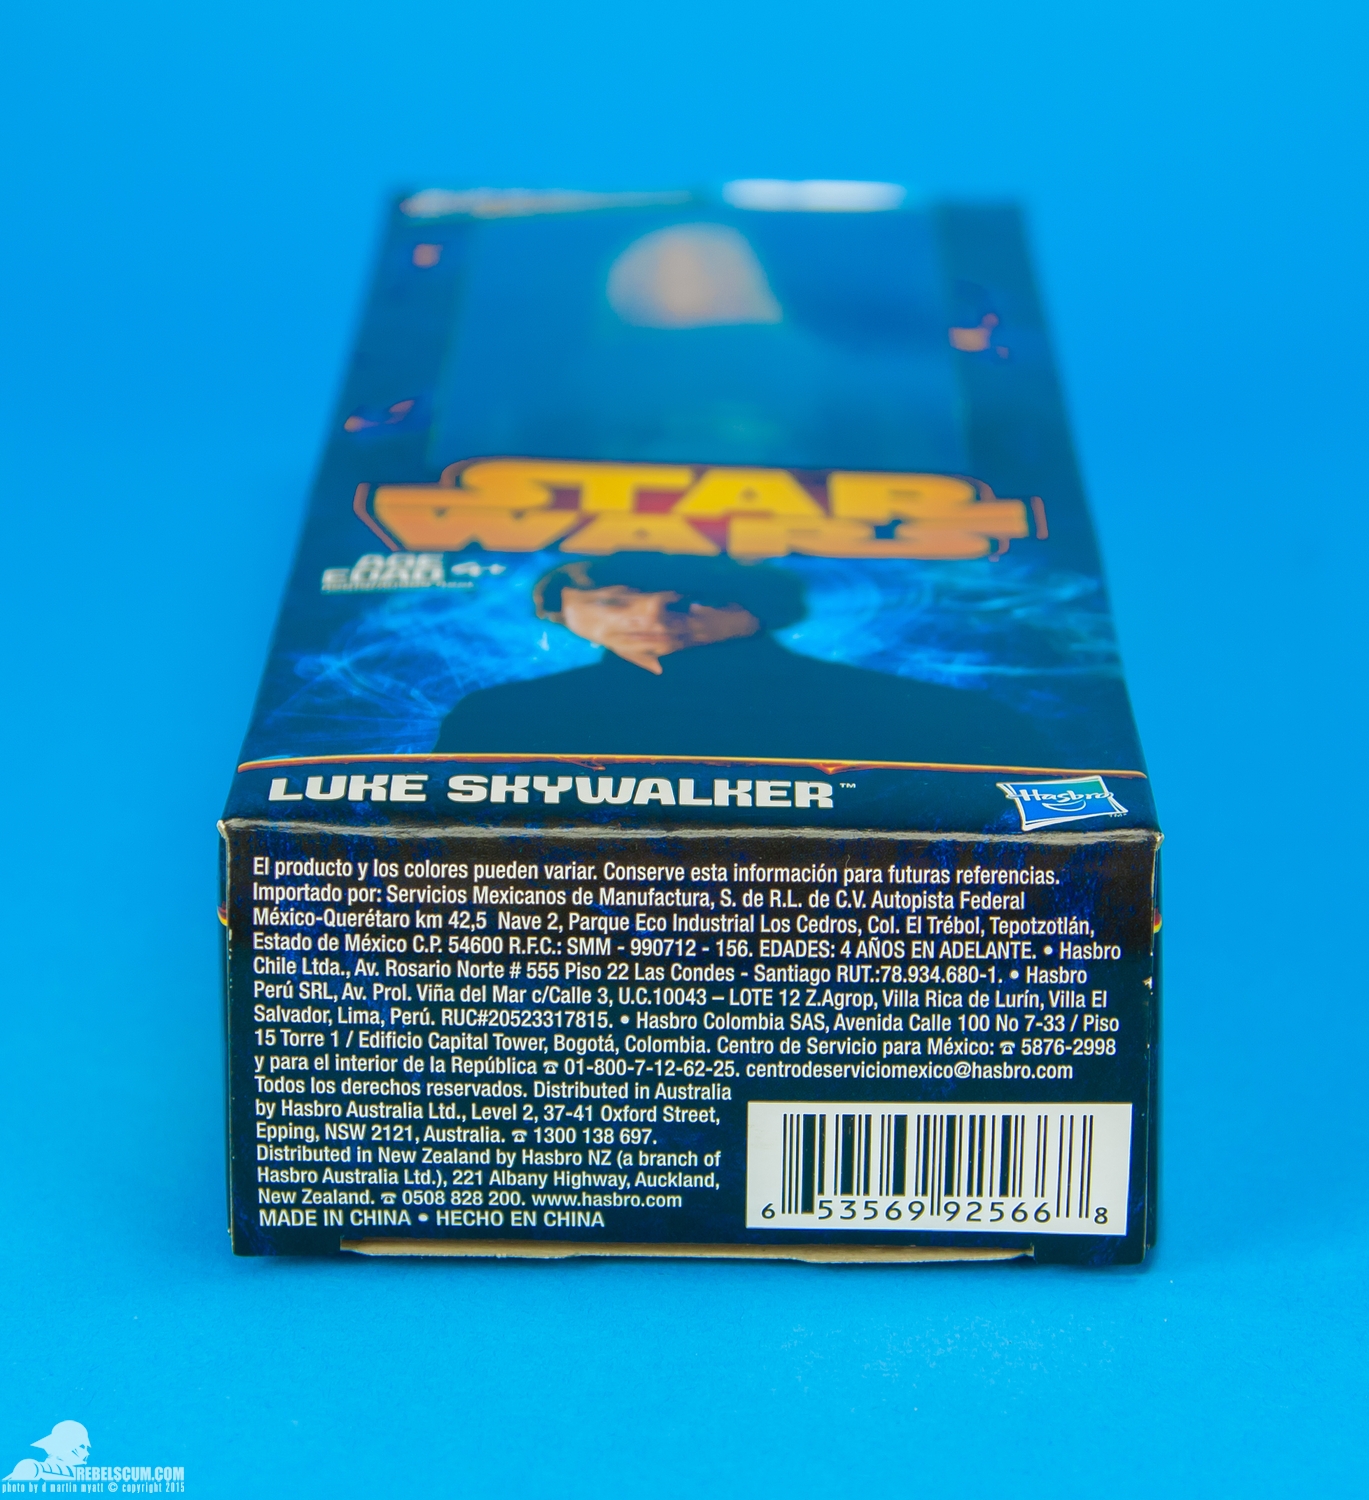 STAR
WARS
AGE
EDAD 4+
LUKE SKYWALKER™
Hasbro
El producto y los colores pueden variar. Conserve esta información para futuras referencias.
Importado por: Servicios Mexicanos de Manufactura, S. de R.L. de C.V. Autopista Federal
México-Querétaro km 42,5 Nave 2, Parque Eco Industrial Los Cedros, Col. El Trébol, Tepotzotlán,
Estado de México C.P. 54600 R.F.C.: SMM - 990712 - 156. EDADES: 4 AÑOS EN ADELANTE. • Hasbro
Chile Ltda., Av. Rosario Norte # 555 Piso 22 Las Condes - Santiago RUT.:78.934.680-1. • Hasbro
Perú SRL, Av. Prol. Viña del Mar c/Calle 3, U.C.10043 – LOTE 12 Z.Agrop, Villa Rica de Lurín, Villa El
Salvador, Lima, Perú. RUC#20523317815. • Hasbro Colombia SAS, Avenida Calle 100 No 7-33 / Piso
15 Torre 1 / Edificio Capital Tower, Bogotá, Colombia. Centro de Servicio para México: ☎ 5876-2998
y para el interior de la República ☎ 01-800-7-12-62-25. centrodeserviciomexico@hasbro.com
Todos los derechos reservados. Distributed in Australia
by Hasbro Australia Ltd., Level 2, 37-41 Oxford Street,
Epping, NSW 2121, Australia. ☎ 1300 138 697.
Distributed in New Zealand by Hasbro NZ (a branch of
Hasbro Australia Ltd.), 221 Albany Highway, Auckland,
New Zealand. ☎ 0508 828 200. www.hasbro.com
MADE IN CHINA • HECHO EN CHINA
6 53569 92566 8
REBELSCUM.COM
photo by d martin myatt © copyright 2015